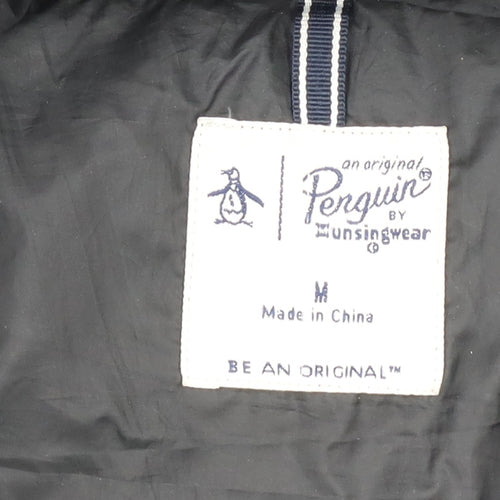 an original
Penguin®
BY
Munsingwear
®
M
Made in China
BE AN ORIGINAL™